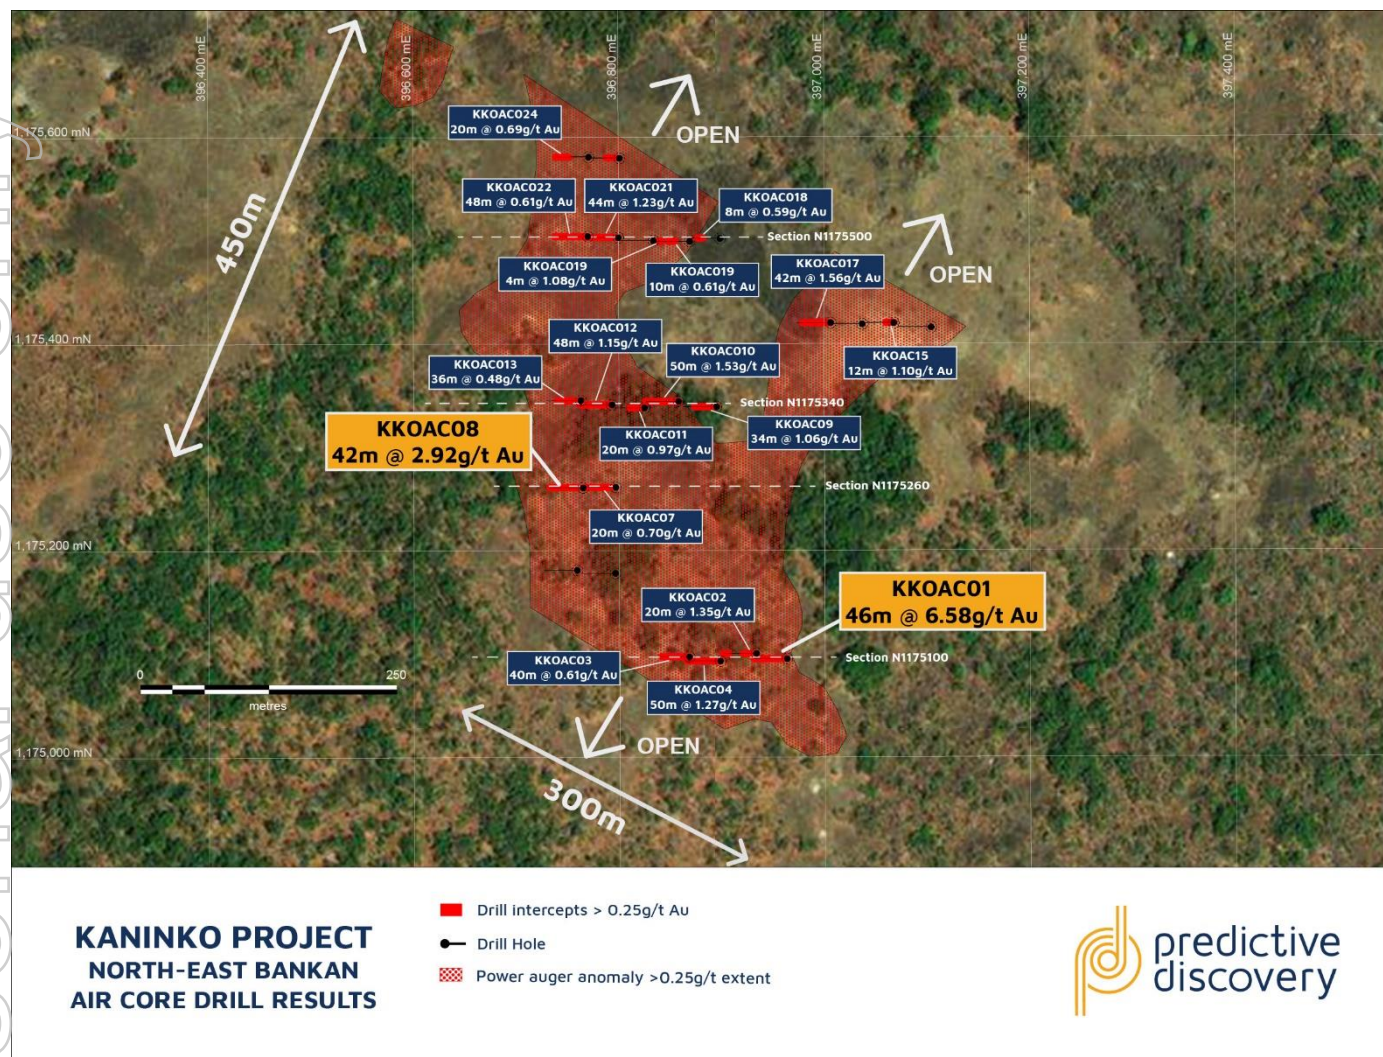 396,400 mE
396,600 mE
396,800 mE
397,000 mE
397,200 mE
397,400 mE
1,175,600 mN
1,175,400 mN
1,175,200 mN
1,175,000 mN
KKOAC024
20m @ 0.69g/t Au
OPEN
KKOAC022
48m @ 0.61g/t Au
KKOAC021
44m @ 1.23g/t Au
KKOAC018
8m @ 0.59g/t Au
Section N1175500
450m
KKOAC019
4m @ 1.08g/t Au
KKOAC019
10m @ 0.61g/t Au
KKOAC017
42m @ 1.56g/t Au
OPEN
KKOAC012
48m @ 1.15g/t Au
KKOAC013
36m @ 0.48g/t Au
KKOAC010
50m @ 1.53g/t Au
KKOAC15
12m @ 1.10g/t Au
Section N1175340
KKOAC08
42m @ 2.92g/t Au
KKOAC011
20m @ 0.97g/t Au
KKOAC09
34m @ 1.06g/t Au
Section N1175260
KKOAC07
20m @ 0.70g/t Au
KKOAC02
20m @ 1.35g/t Au
KKOAC01
46m @ 6.58g/t Au
Section N1175100
KKOAC03
40m @ 0.61g/t Au
KKOAC04
50m @ 1.27g/t Au
0
250
metres
OPEN
300m
KANINKO PROJECT
NORTH-EAST BANKAN
AIR CORE DRILL RESULTS
Drill intercepts > 0.25g/t Au
Drill Hole
Power auger anomaly >0.25g/t extent
predictive
discovery